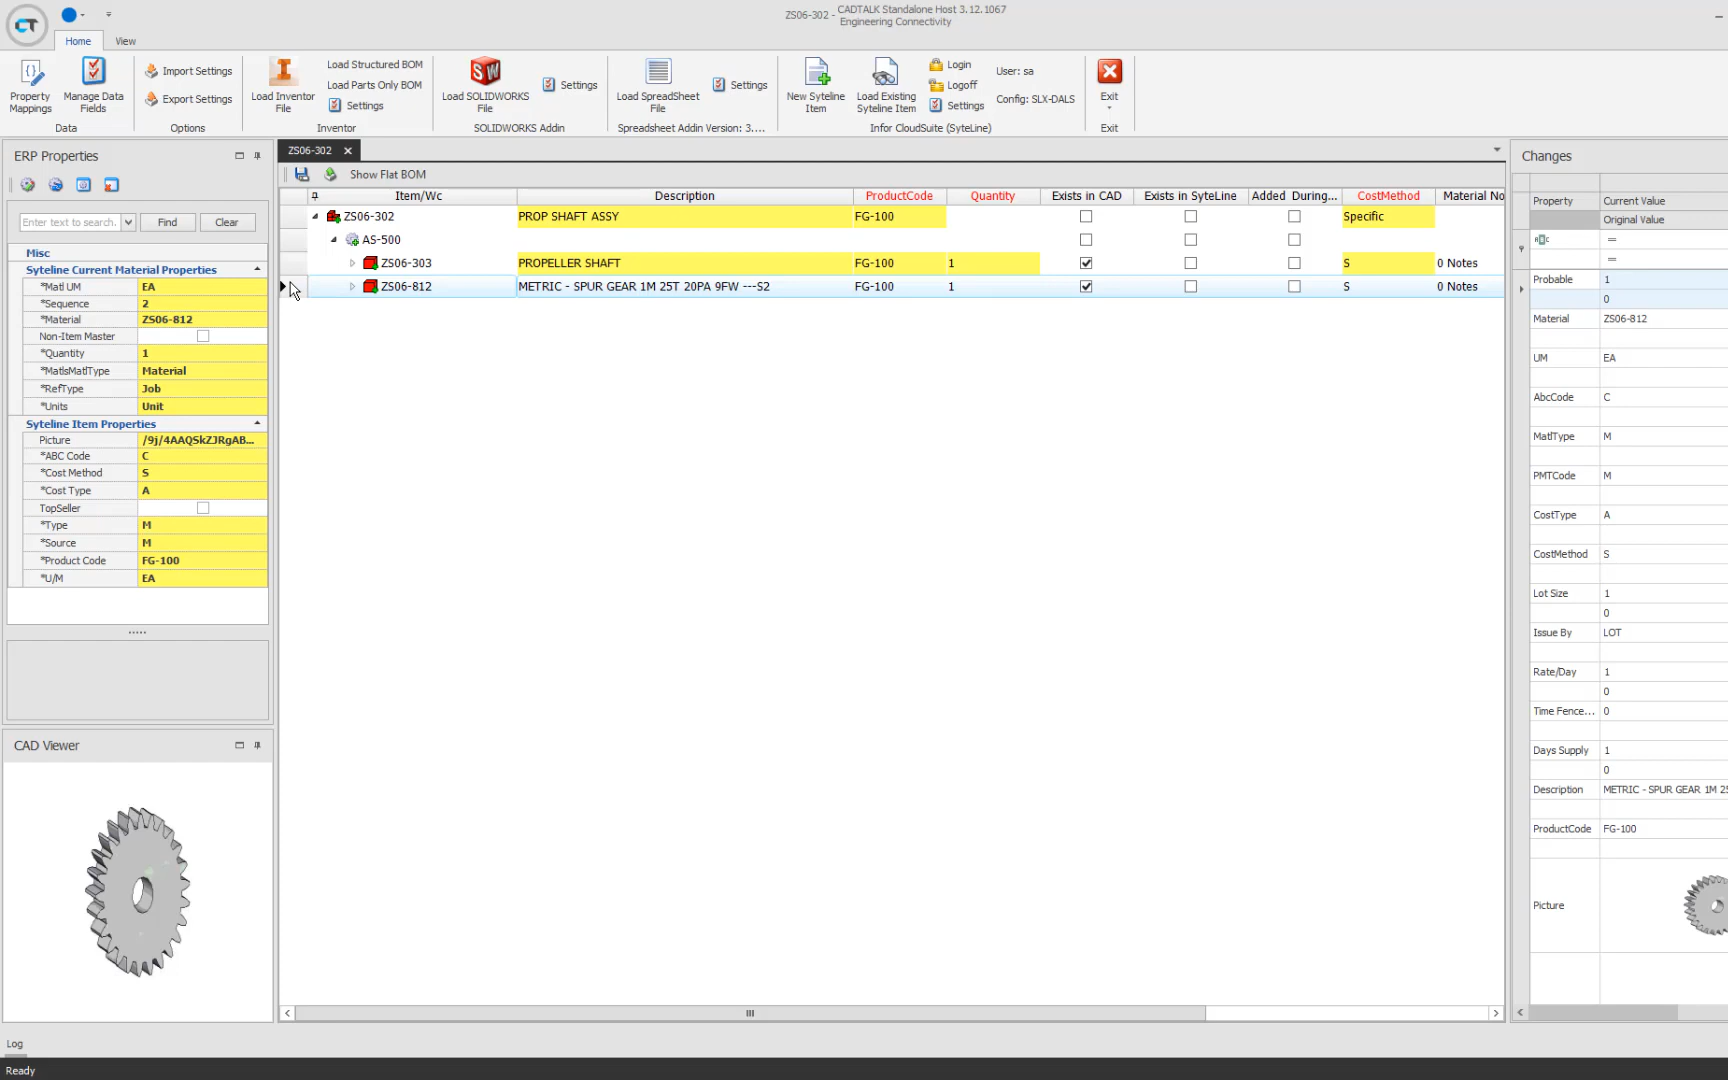 ZS06-302 - CADTALK Standalone Host 3.12.1067
Engineering Connectivity
CT
Home View
Property Mappings
Manage Data Fields
Data
Import Settings
Export Settings
Options
Load Inventor File
Load Structured BOM
Load Parts Only BOM
Settings
Inventor
Load SOLIDWORKS File
Settings
SOLIDWORKS Addin
Load SpreadSheet File
Settings
Spreadsheet Addin Version: 3....
New Syteline Item
Load Existing Syteline Item
Login
Logoff
Settings
User: sa
Config: SLX-DALS
Infor CloudSuite (SyteLine)
Exit
Exit
ERP Properties
Enter text to search. Find Clear
Misc
Syteline Current Material Properties
*Matl UM EA
*Sequence 2
*Material ZS06-812
Non-Item Master
*Quantity 1
*MatlsMatlType Material
*RefType Job
*Units Unit
Syteline Item Properties
Picture /9j/4AAQSkZJRgAB...
*ABC Code C
*Cost Method S
*Cost Type A
TopSeller
*Type M
*Source M
*Product Code FG-100
*U/M EA
CAD Viewer
ZS06-302
Show Flat BOM
Item/Wc Description ProductCode Quantity Exists in CAD Exists in SyteLine Added During... CostMethod Material No
ZS06-302 PROP SHAFT ASSY FG-100 Specific
AS-500
ZS06-303 PROPELLER SHAFT FG-100 1 S 0 Notes
ZS06-812 METRIC - SPUR GEAR 1M 25T 20PA 9FW ---S2 FG-100 1 S 0 Notes
Changes
Property Current Value
Original Value
=
=
Probable 1
0
Material ZS06-812
UM EA
AbcCode C
MatlType M
PMTCode M
CostType A
CostMethod S
Lot Size 1
0
Issue By LOT
Rate/Day 1
0
Time Fence... 0
Days Supply 1
0
Description METRIC - SPUR GEAR 1M 25
ProductCode FG-100
Picture
Log
Ready